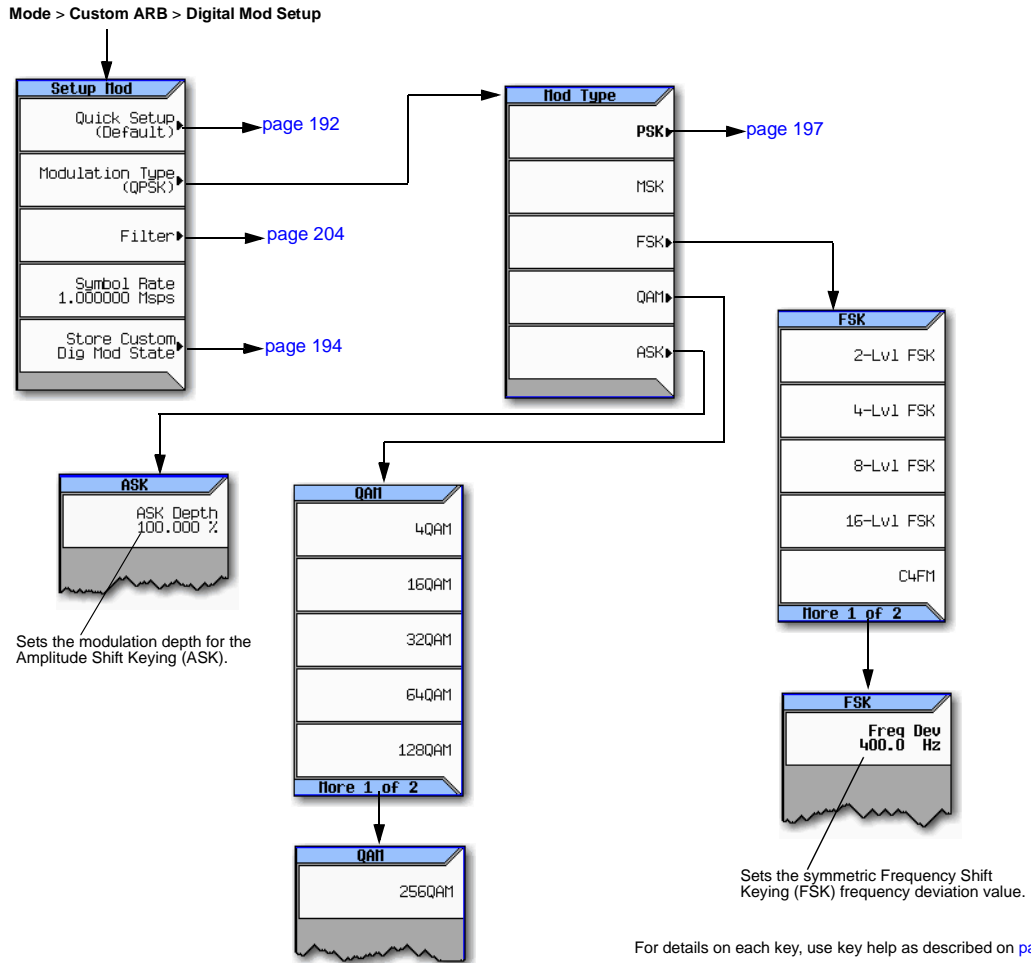 Mode > Custom ARB > Digital Mod Setup
Setup Mod
Quick Setup
(Default)
page 192
Modulation Type
(QPSK)
Filter
page 204
Symbol Rate
1.000000 Msps
Store Custom
Dig Mod State
page 194
Mod Type
PSK
page 197
MSK
FSK
QAM
ASK
FSK
2-Lvl FSK
4-Lvl FSK
8-Lvl FSK
16-Lvl FSK
C4FM
More 1 of 2
ASK
ASK Depth
100.000 %
Sets the modulation depth for the
Amplitude Shift Keying (ASK).
QAM
4QAM
16QAM
32QAM
64QAM
128QAM
More 1 of 2
QAM
256QAM
FSK
Freq Dev
400.0 Hz
Sets the symmetric Frequency Shift
Keying (FSK) frequency deviation value.
For details on each key, use key help as described on